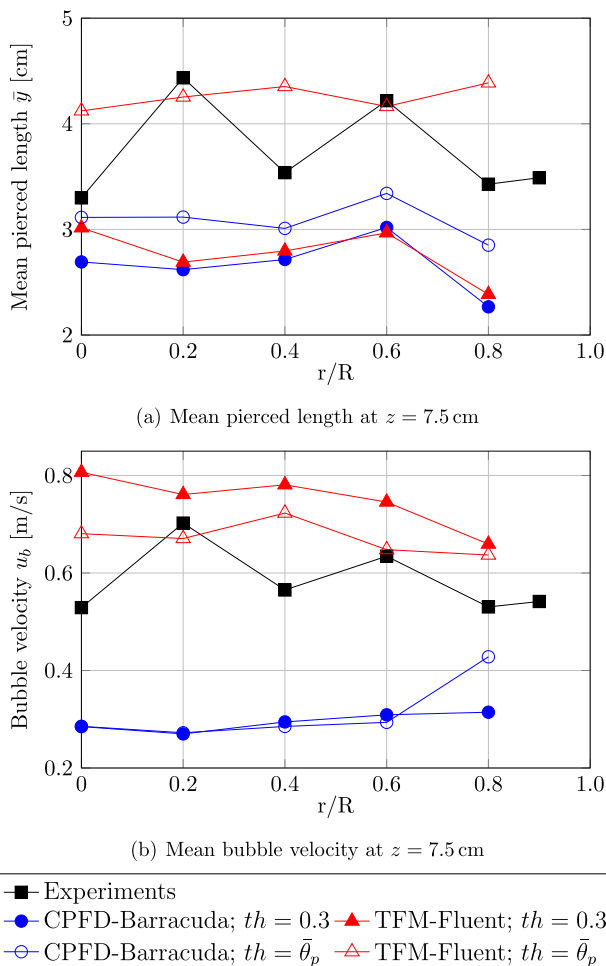 5
4
3
2
Mean pierced length ȳ [cm]
0 0.2 0.4 0.6 0.8 1.0
r/R
(a) Mean pierced length at z = 7.5 cm
0.8
0.6
0.4
0.2
Bubble velocity u_b [m/s]
0 0.2 0.4 0.6 0.8 1.0
r/R
(b) Mean bubble velocity at z = 7.5 cm
Experiments
CPFD-Barracuda; th = 0.3 TFM-Fluent; th = 0.3
CPFD-Barracuda; th = θ̄_p TFM-Fluent; th = θ̄_p